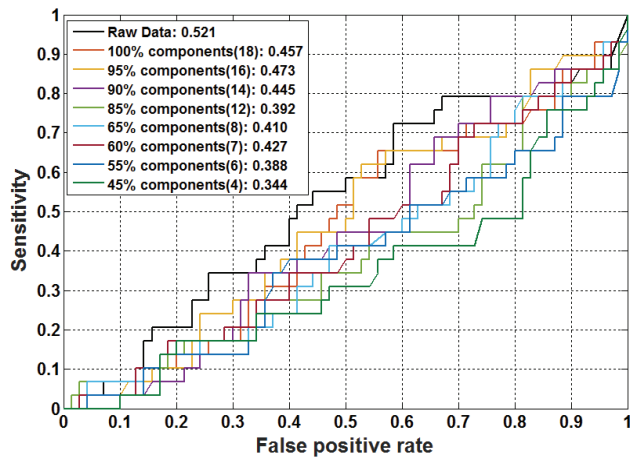 Raw Data: 0.521
100% components(18): 0.457
95% components(16): 0.473
90% components(14): 0.445
85% components(12): 0.392
65% components(8): 0.410
60% components(7): 0.427
55% components(6): 0.388
45% components(4): 0.344
Sensitivity
1
0.9
0.8
0.7
0.6
0.5
0.4
0.3
0.2
0.1
0
0 0.1 0.2 0.3 0.4 0.5 0.6 0.7 0.8 0.9 1
False positive rate